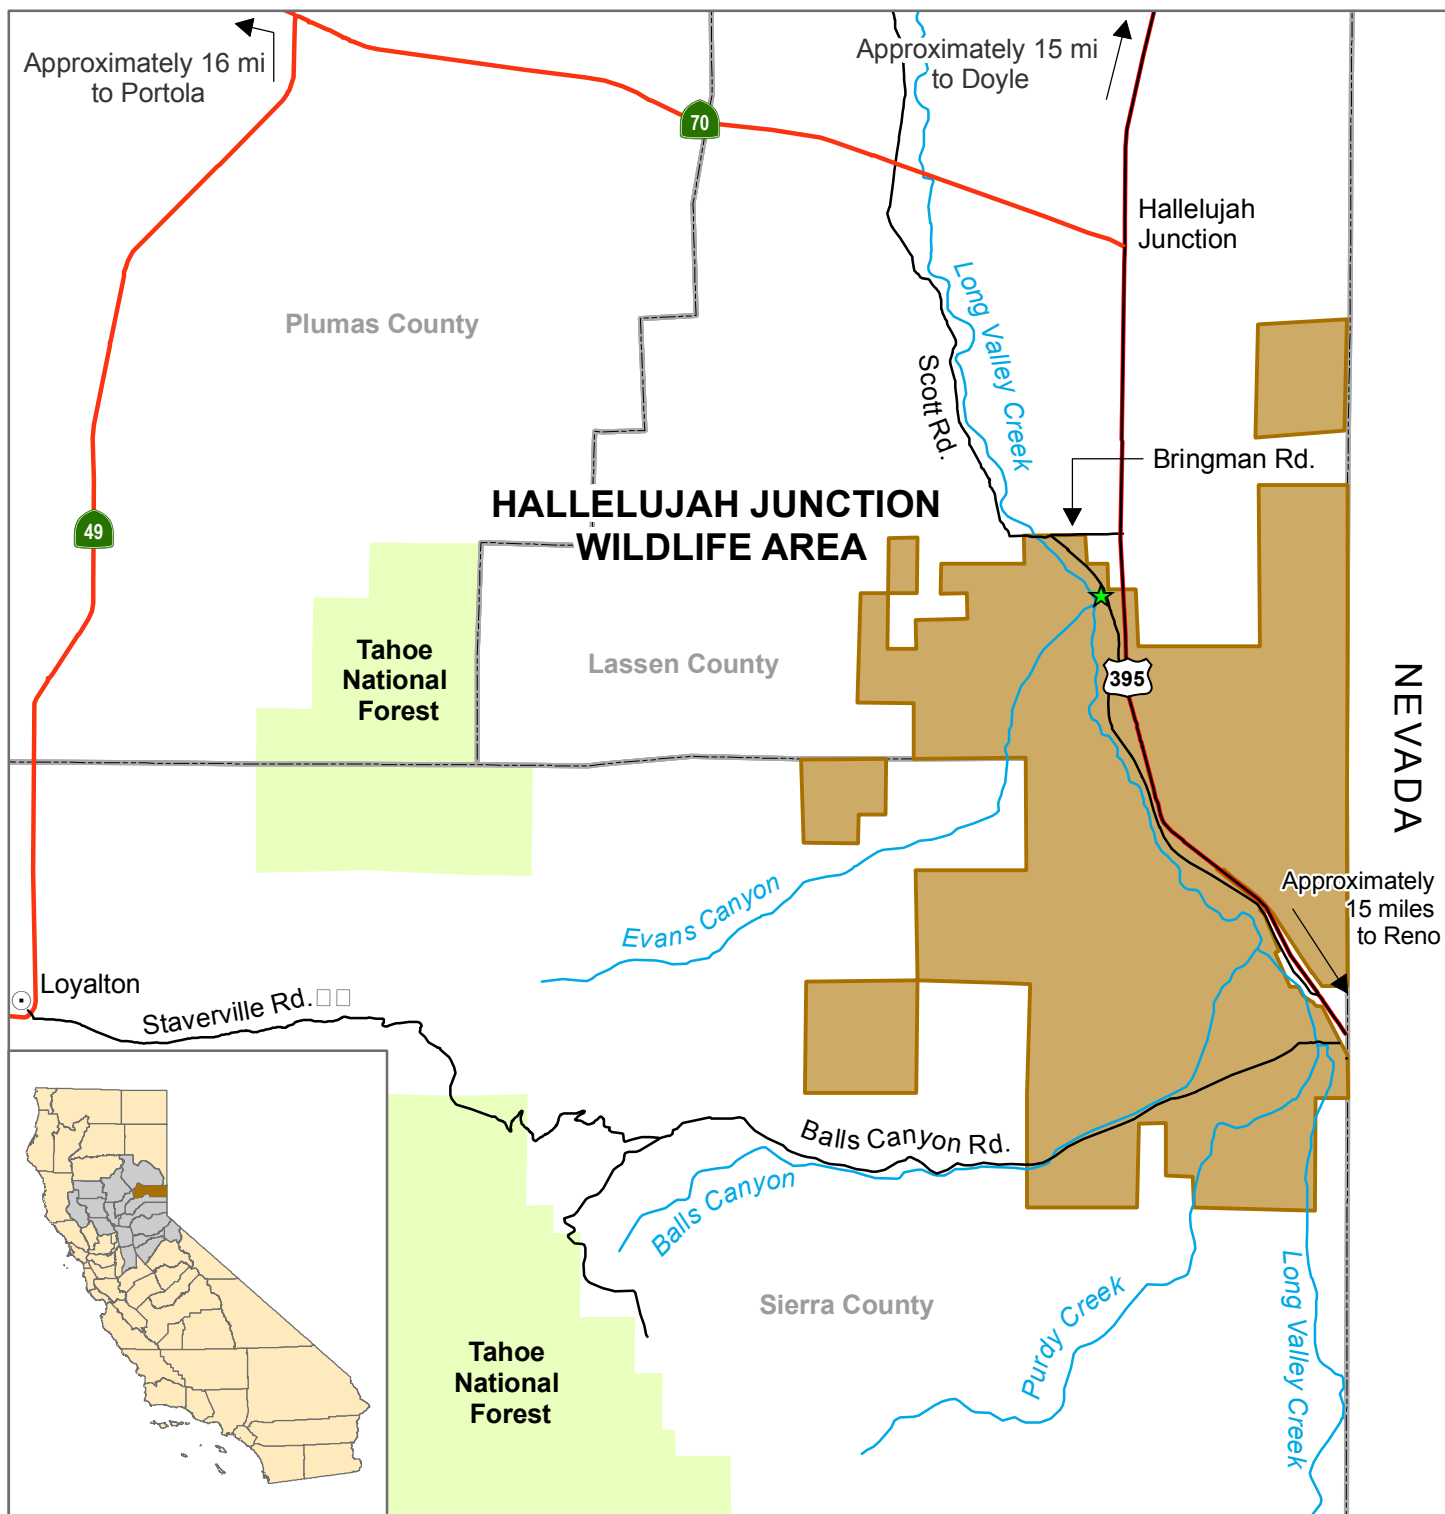 Approximately 16 mi
to Portola
Approximately 15 mi
to Doyle
70
Hallelujah
Junction
Plumas County
Long Valley Creek
Scott Rd.
Bringman Rd.
HALLELUJAH JUNCTION
WILDLIFE AREA
49
Tahoe
National
Forest
Lassen County
395
NEVADA
Approximately
15 miles
to Reno
Evans Canyon
Loyalton
Staverville Rd.
Balls Canyon Rd.
Balls Canyon
Sierra County
Purdy Creek
Long Valley Creek
Tahoe
National
Forest